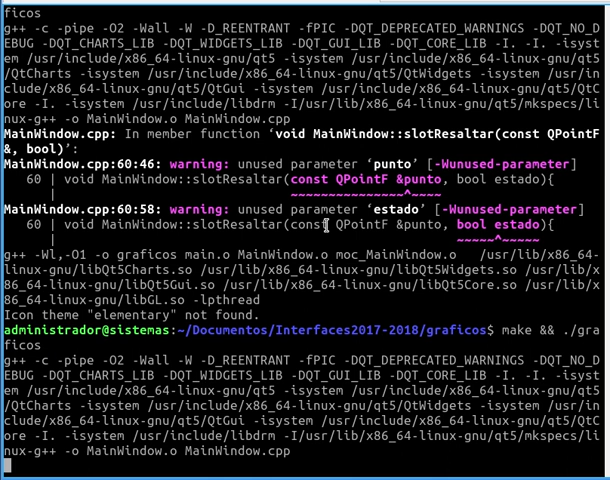 ficos
g++ -c -pipe -O2 -Wall -W -D_REENTRANT -fPIC -DQT_DEPRECATED_WARNINGS -DQT_NO_D
EBUG -DQT_CHARTS_LIB -DQT_WIDGETS_LIB -DQT_GUI_LIB -DQT_CORE_LIB -I. -I. -isyst
em /usr/include/x86_64-linux-gnu/qt5 -isystem /usr/include/x86_64-linux-gnu/qt5
/QtCharts -isystem /usr/include/x86_64-linux-gnu/qt5/QtWidgets -isystem /usr/in
clude/x86_64-linux-gnu/qt5/QtGui -isystem /usr/include/x86_64-linux-gnu/qt5/QtC
ore -I. -isystem /usr/include/libdrm -I/usr/lib/x86_64-linux-gnu/qt5/mkspecs/li
nux-g++ -o MainWindow.o MainWindow.cpp
MainWindow.cpp: In member function ‘void MainWindow::slotResaltar(const QPointF
&, bool)’:
MainWindow.cpp:60:46: warning: unused parameter ‘punto’ [-Wunused-parameter]
60 | void MainWindow::slotResaltar(const QPointF &punto, bool estado){
| ~~~~~~~~~~~~~~~^~~~~
MainWindow.cpp:60:58: warning: unused parameter ‘estado’ [-Wunused-parameter]
60 | void MainWindow::slotResaltar(const QPointF &punto, bool estado){
| ~~~~~^~~~~~
g++ -Wl,-O1 -o graficos main.o MainWindow.o moc_MainWindow.o /usr/lib/x86_64-
linux-gnu/libQt5Charts.so /usr/lib/x86_64-linux-gnu/libQt5Widgets.so /usr/lib/x
86_64-linux-gnu/libQt5Gui.so /usr/lib/x86_64-linux-gnu/libQt5Core.so /usr/lib/x
86_64-linux-gnu/libGL.so -lpthread
Icon theme "elementary" not found.
administrador@sistemas:~/Documentos/Interfaces2017-2018/graficos$ make && ./gra
ficos
g++ -c -pipe -O2 -Wall -W -D_REENTRANT -fPIC -DQT_DEPRECATED_WARNINGS -DQT_NO_D
EBUG -DQT_CHARTS_LIB -DQT_WIDGETS_LIB -DQT_GUI_LIB -DQT_CORE_LIB -I. -I. -isyst
em /usr/include/x86_64-linux-gnu/qt5 -isystem /usr/include/x86_64-linux-gnu/qt5
/QtCharts -isystem /usr/include/x86_64-linux-gnu/qt5/QtWidgets -isystem /usr/in
clude/x86_64-linux-gnu/qt5/QtGui -isystem /usr/include/x86_64-linux-gnu/qt5/QtC
ore -I. -isystem /usr/include/libdrm -I/usr/lib/x86_64-linux-gnu/qt5/mkspecs/li
nux-g++ -o MainWindow.o MainWindow.cpp